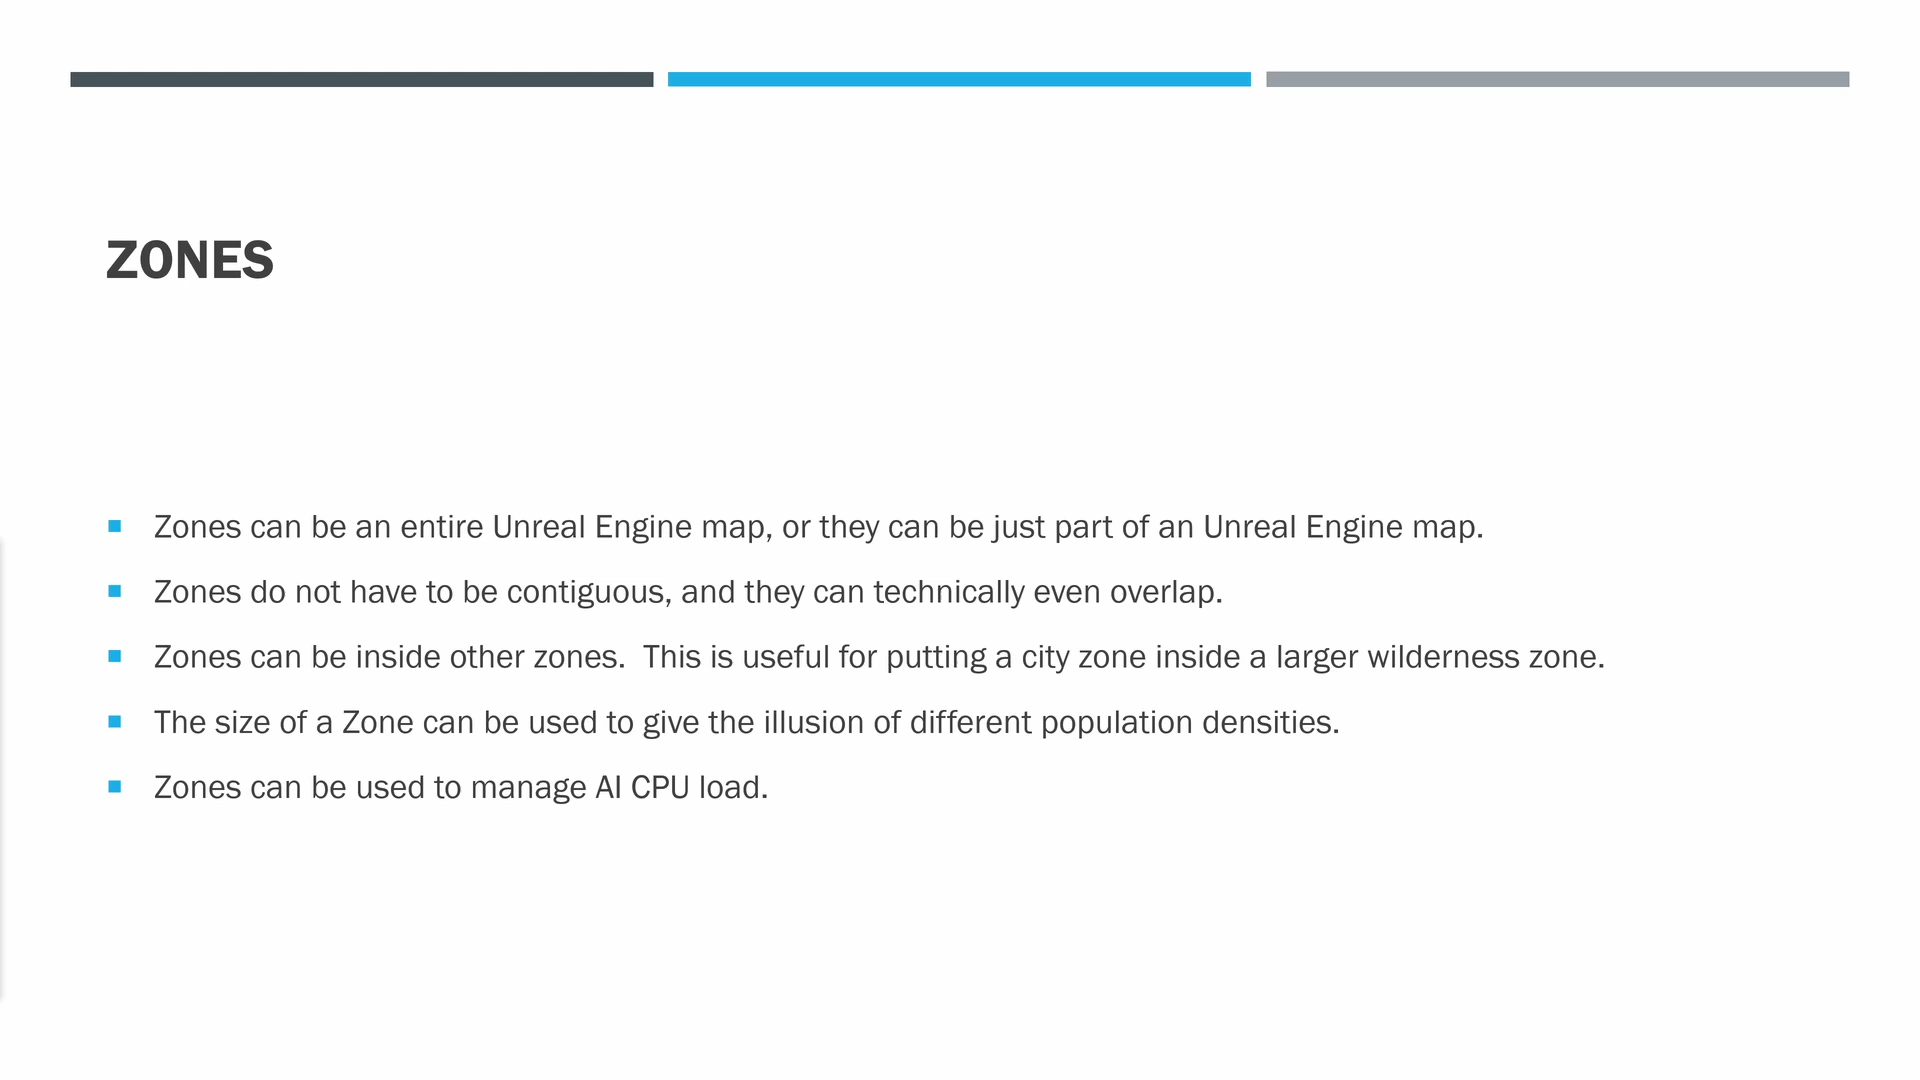 ZONES
Zones can be an entire Unreal Engine map, or they can be just part of an Unreal Engine map.
Zones do not have to be contiguous, and they can technically even overlap.
Zones can be inside other zones.  This is useful for putting a city zone inside a larger wilderness zone.
The size of a Zone can be used to give the illusion of different population densities.
Zones can be used to manage AI CPU load.